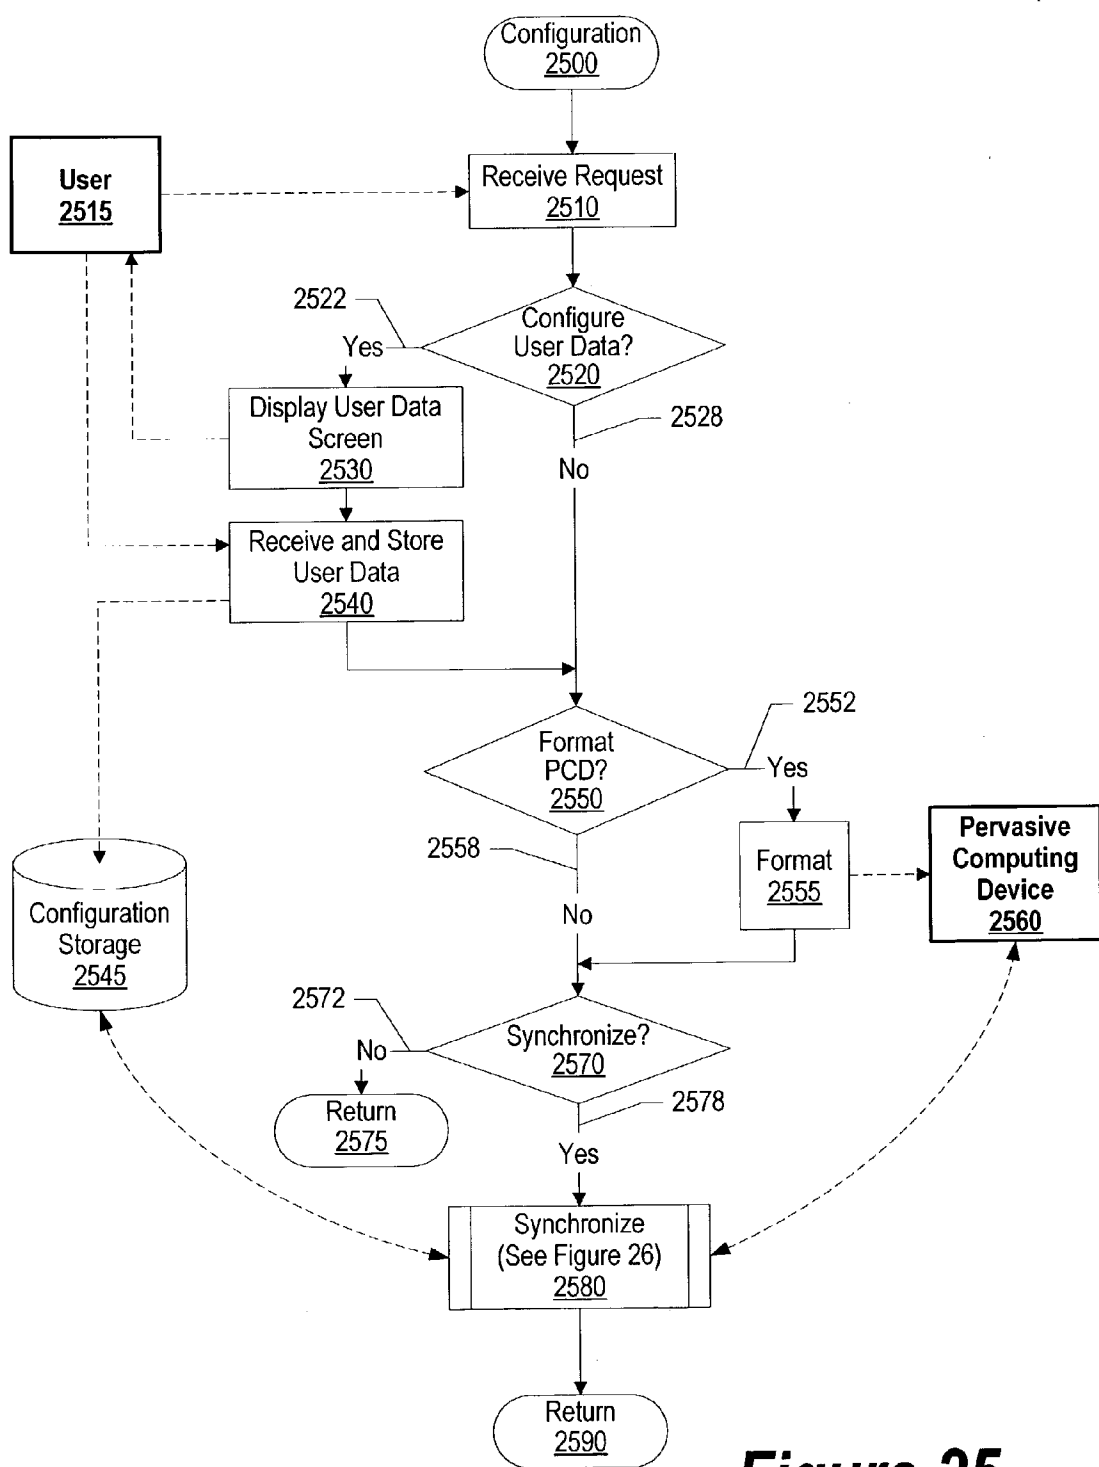 Configuration
2500
User
2515
Receive Request
2510
2522
Configure
User Data?
2520
Yes
2528
Display User Data
Screen
2530
No
Receive and Store
User Data
2540
2552
Format
PCD?
2550
Yes
2558
Format
2555
Pervasive
Computing
Device
2560
Configuration
Storage
2545
No
2572
Synchronize?
2570
No
2578
Return
2575
Yes
Synchronize
(See Figure 26)
2580
Return
2590
Figure 25